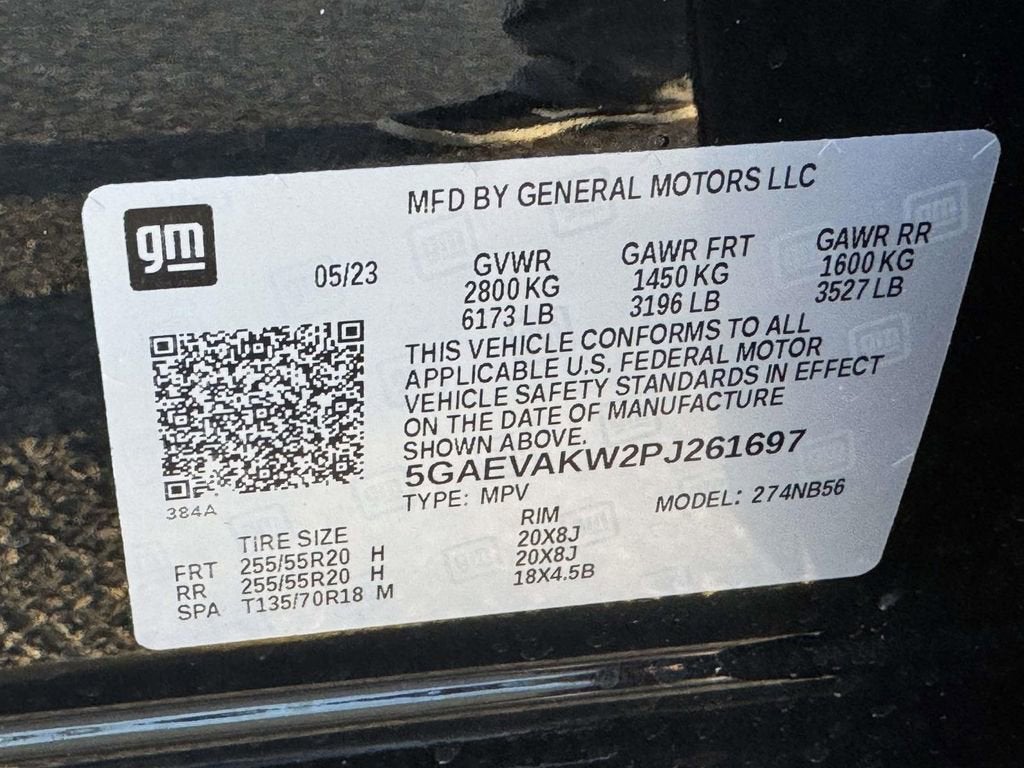 MFD BY GENERAL MOTORS LLC
gm
05/23
GVWR GAWR FRT GAWR RR
2800 KG 1450 KG 1600 KG
6173 LB 3196 LB 3527 LB
THIS VEHICLE CONFORMS TO ALL
APPLICABLE U.S. FEDERAL MOTOR
VEHICLE SAFETY STANDARDS IN EFFECT
ON THE DATE OF MANUFACTURE
SHOWN ABOVE.
5GAEVAKW2PJ261697
TYPE: MPV MODEL: 274NB56
384A
TIRE SIZE RIM
FRT 255/55R20 H 20X8J
RR 255/55R20 H 20X8J
SPA T135/70R18 M 18X4.5B